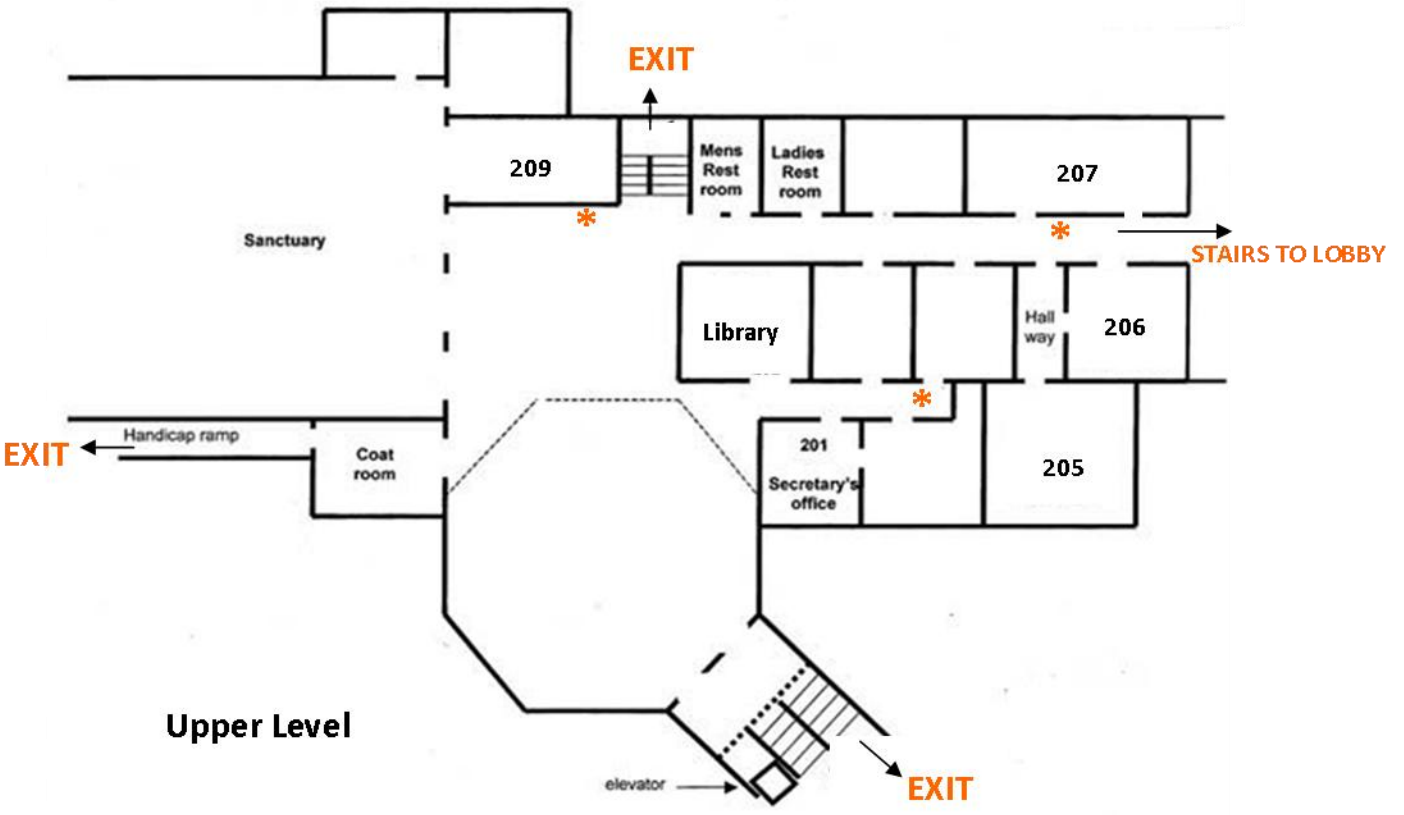 EXIT
209
Mens
Rest
room
Ladies
Rest
room
207
*
*
Sanctuary
STAIRS TO LOBBY
Library
Hall
way
206
*
EXIT
Handicap ramp
Coat
room
201
Secretary's
office
205
Upper Level
elevator
EXIT